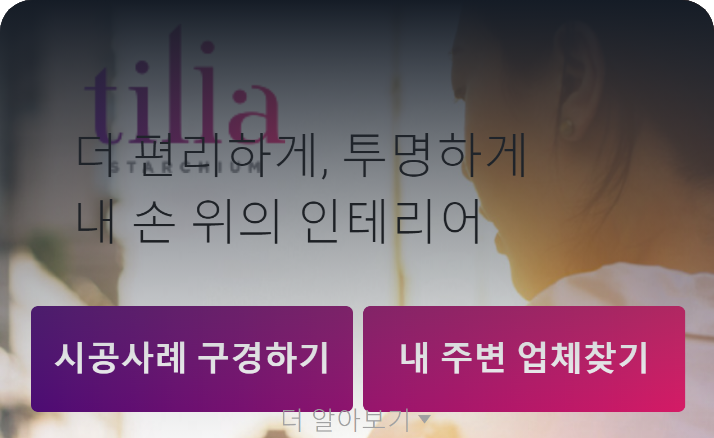 tilia
STARCHIUM
더 편리하게, 투명하게
내 손 위의 인테리어
시공사례 구경하기
내 주변 업체찾기
더 알아보기